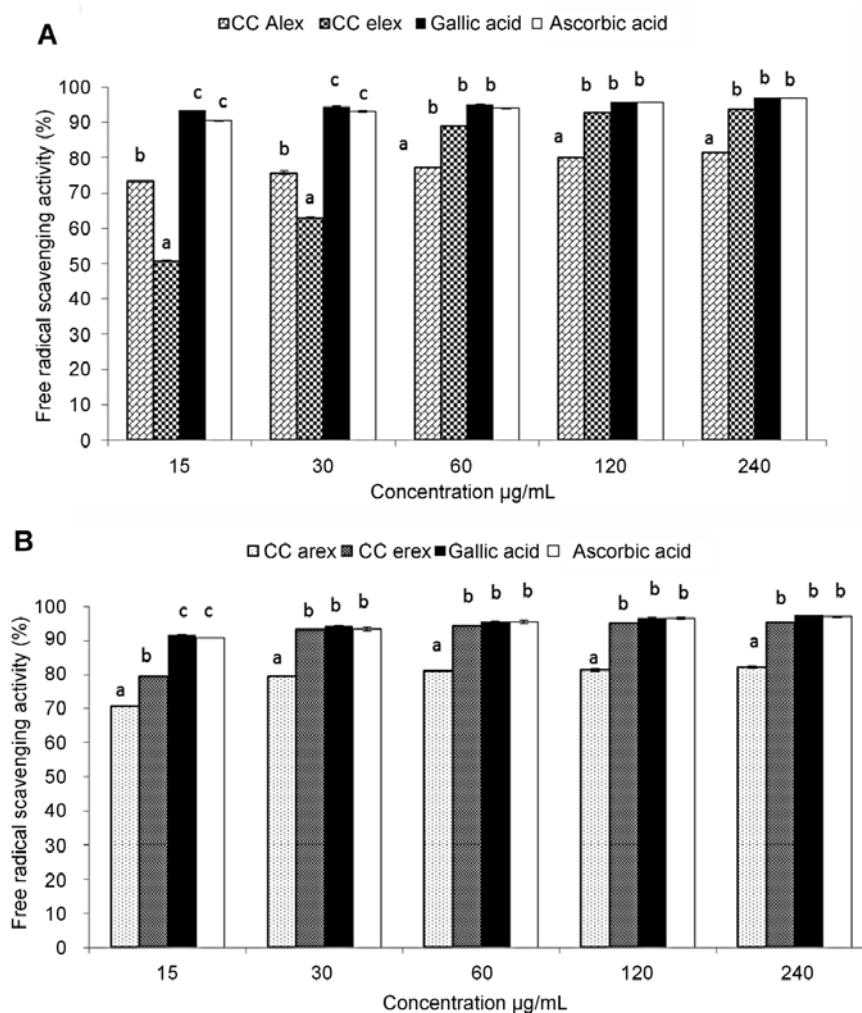 A
CC Alex CC elex Gallic acid Ascorbic acid
Free radical scavenging activity (%)
100
90
80
70
60
50
40
30
20
10
0
b a c c
b a c c
a b b b
a b b b
a b b b
15 30 60 120 240
Concentration µg/mL
B
CC arex CC erex Gallic acid Ascorbic acid
Free radical scavenging activity (%)
100
90
80
70
60
50
40
30
20
10
0
a b c c
a b b b
a b b b
a b b b
a b b b
15 30 60 120 240
Concentration µg/mL